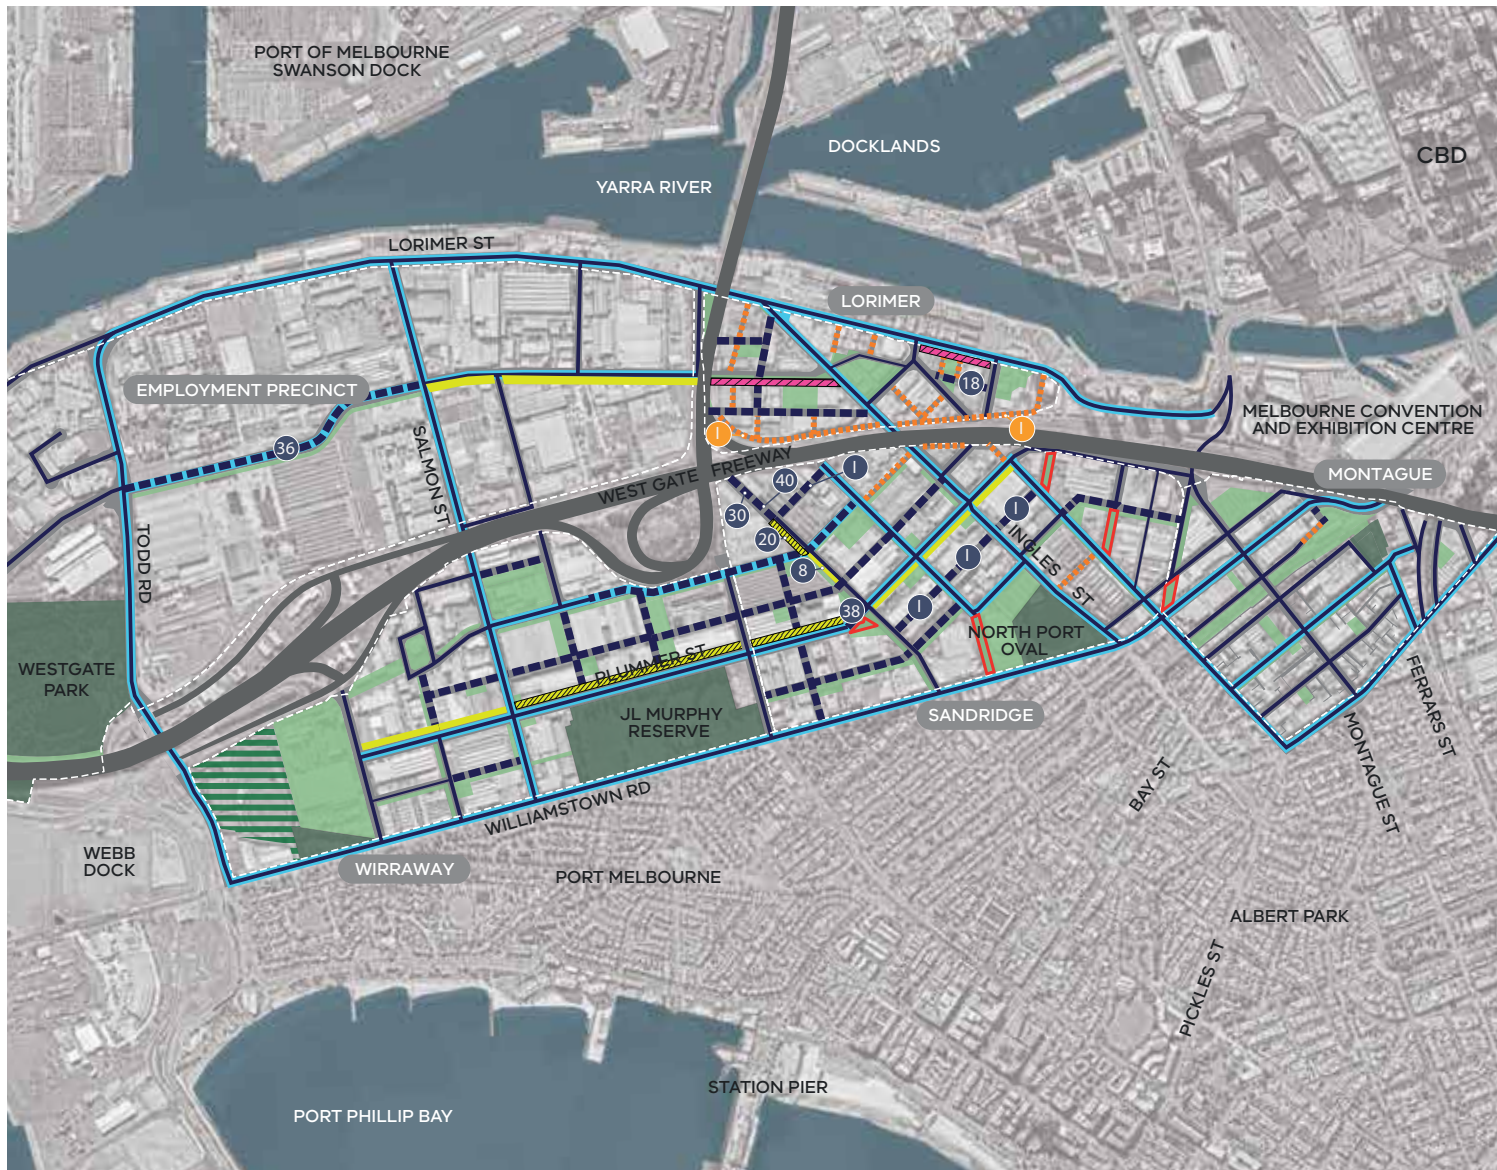 PORT OF MELBOURNE
SWANSON DOCK
DOCKLANDS
CBD
YARRA RIVER
LORIMER ST
LORIMER
EMPLOYMENT PRECINCT
18
MELBOURNE CONVENTION
AND EXHIBITION CENTRE
I
I
36
SALMON ST
WEST GATE FREEWAY
I
40
MONTAGUE
30
I
20
INGLES ST
TODD RD
I
8
38
I
NORTH PORT
OVAL
WESTGATE
PARK
PLUMMER ST
FERRARS ST
JL MURPHY
RESERVE
SANDRIDGE
MONTAGUE ST
BAY ST
WILLIAMSTOWN RD
WEBB
DOCK
WIRRAWAY
PORT MELBOURNE
ALBERT PARK
PICKLES ST
STATION PIER
PORT PHILLIP BAY